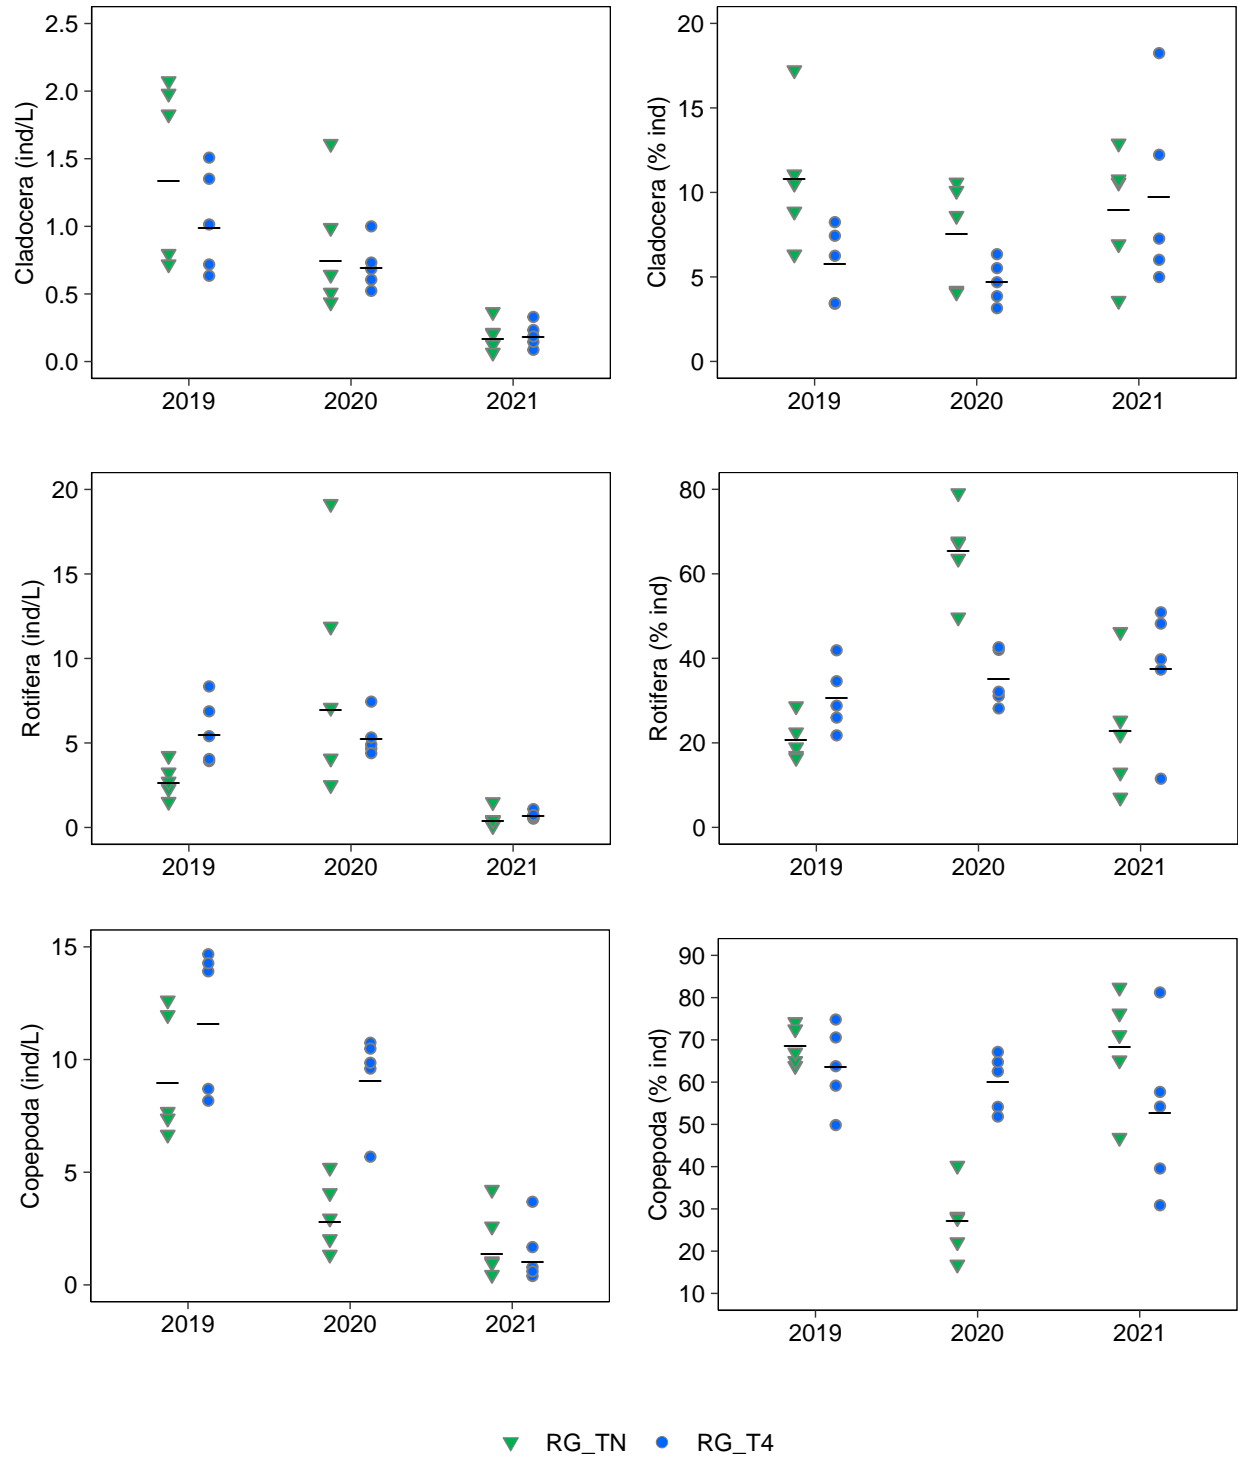 Cladocera (ind/L)
2.5
2.0
1.5
1.0
0.5
0.0
2019 2020 2021
Cladocera (% ind)
20
15
10
5
0
2019 2020 2021
Rotifera (ind/L)
20
15
10
5
0
2019 2020 2021
Rotifera (% ind)
80
60
40
20
0
2019 2020 2021
Copepoda (ind/L)
15
10
5
0
2019 2020 2021
Copepoda (% ind)
90
80
70
60
50
40
30
20
10
2019 2020 2021
RG_TN RG_T4